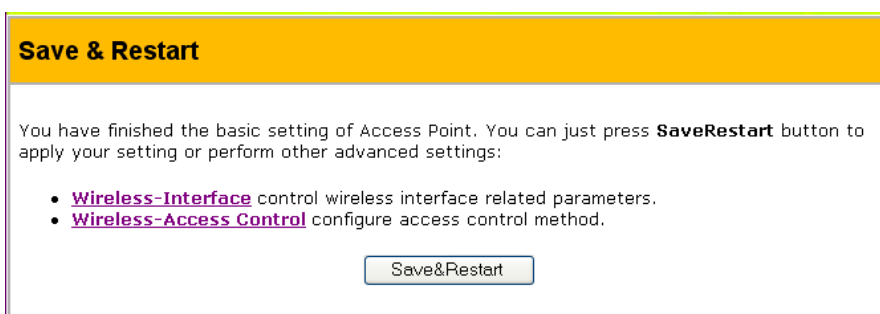 Save & Restart
You have finished the basic setting of Access Point. You can just press SaveRestart button to
apply your setting or perform other advanced settings:
• Wireless-Interface control wireless interface related parameters.
• Wireless-Access Control configure access control method.
Save&Restart